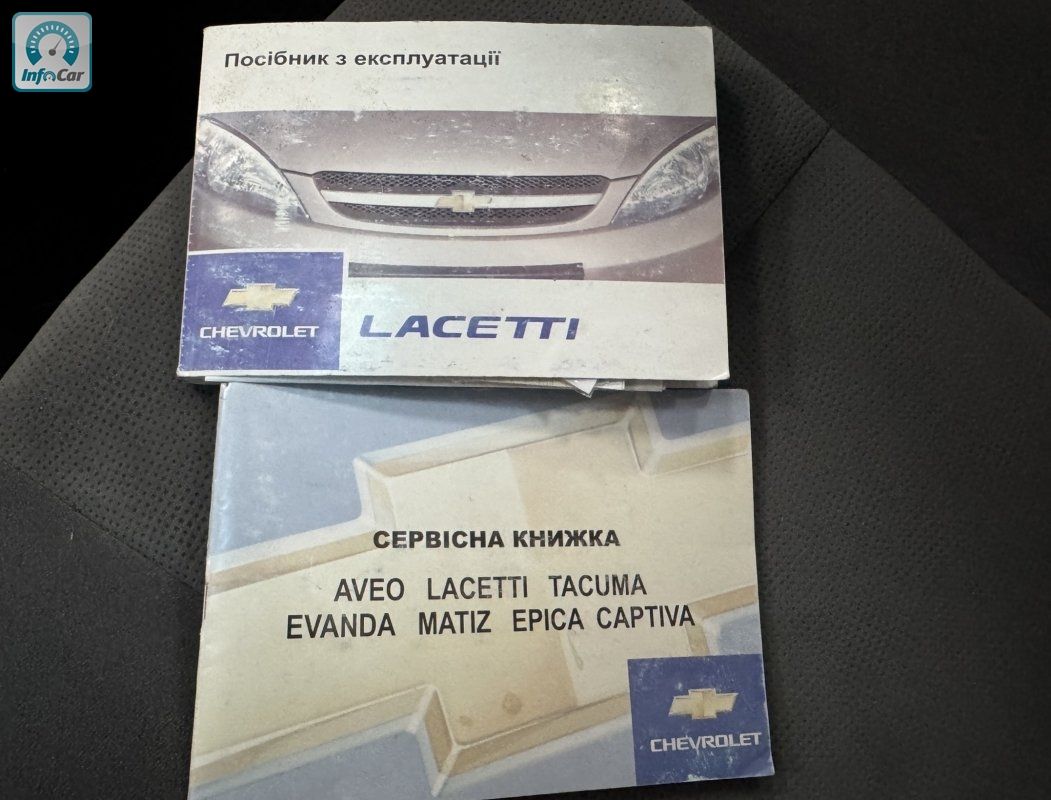 InfoCar
Посібник з експлуатації
CHEVROLET
LACETTI
СЕРВІСНА КНИЖКА
AVEO LACETTI TACUMA
EVANDA MATIZ EPICA CAPTIVA
CHEVROLET